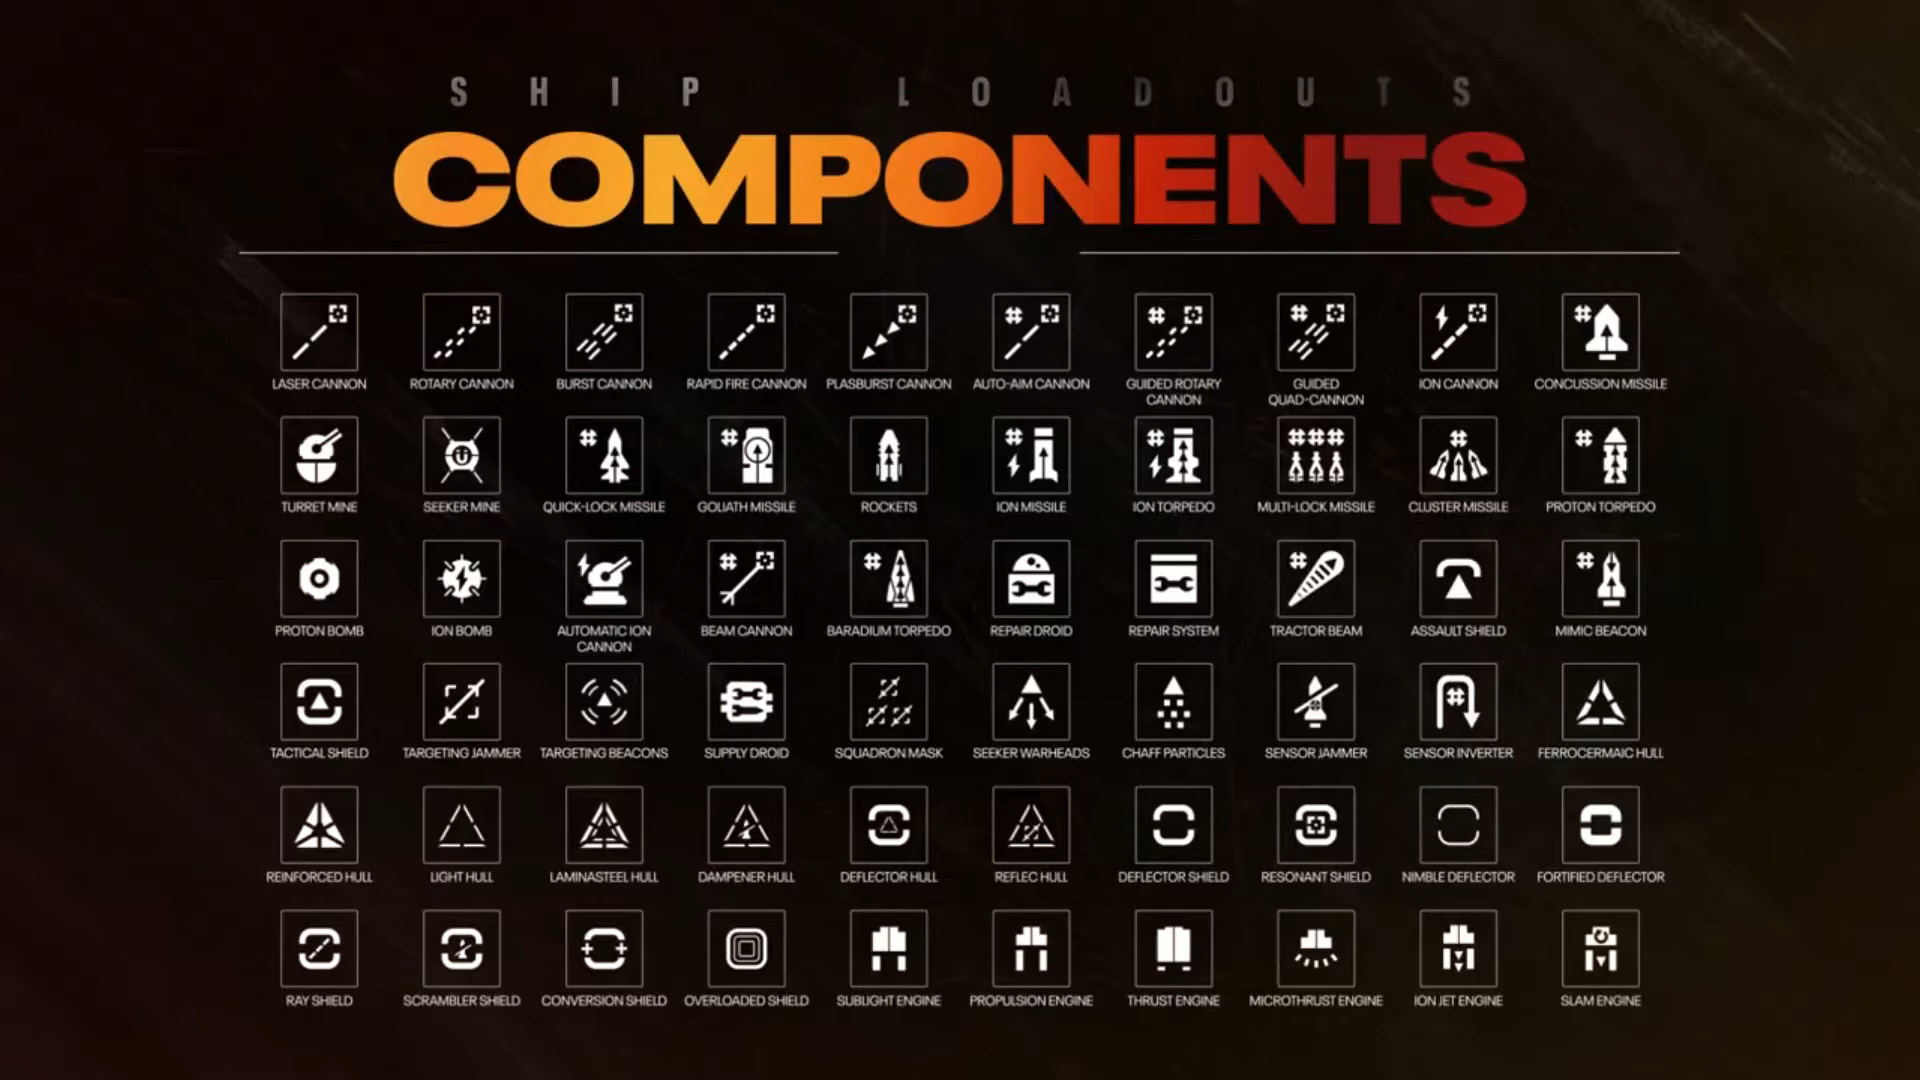 SHIP LOADOUTS
COMPONENTS
LASER CANNON
ROTARY CANNON
BURST CANNON
RAPID FIRE CANNON
PLASBURST CANNON
AUTO-AIM CANNON
GUIDED ROTARY
CANNON
GUIDED
QUAD-CANNON
ION CANNON
CONCUSSION MISSILE
TURRET MINE
SEEKER MINE
QUICK-LOCK MISSILE
GOLIATH MISSILE
ROCKETS
ION MISSILE
ION TORPEDO
MULTI-LOCK MISSILE
CLUSTER MISSILE
PROTON TORPEDO
PROTON BOMB
ION BOMB
AUTOMATIC ION
CANNON
BEAM CANNON
BARADIUM TORPEDO
REPAIR DROID
REPAIR SYSTEM
TRACTOR BEAM
ASSAULT SHIELD
MIMIC BEACON
TACTICAL SHIELD
TARGETING JAMMER
TARGETING BEACONS
SUPPLY DROID
SQUADRON MASK
SEEKER WARHEADS
CHAFF PARTICLES
SENSOR JAMMER
SENSOR INVERTER
FERROCERMAIC HULL
REINFORCED HULL
LIGHT HULL
LAMINASTEEL HULL
DAMPENER HULL
DEFLECTOR HULL
REFLEC HULL
DEFLECTOR SHIELD
RESONANT SHIELD
NIMBLE DEFLECTOR
FORTIFIED DEFLECTOR
RAY SHIELD
SCRAMBLER SHIELD
CONVERSION SHIELD
OVERLOADED SHIELD
SUBLIGHT ENGINE
PROPULSION ENGINE
THRUST ENGINE
MICROTHRUST ENGINE
ION JET ENGINE
SLAM ENGINE